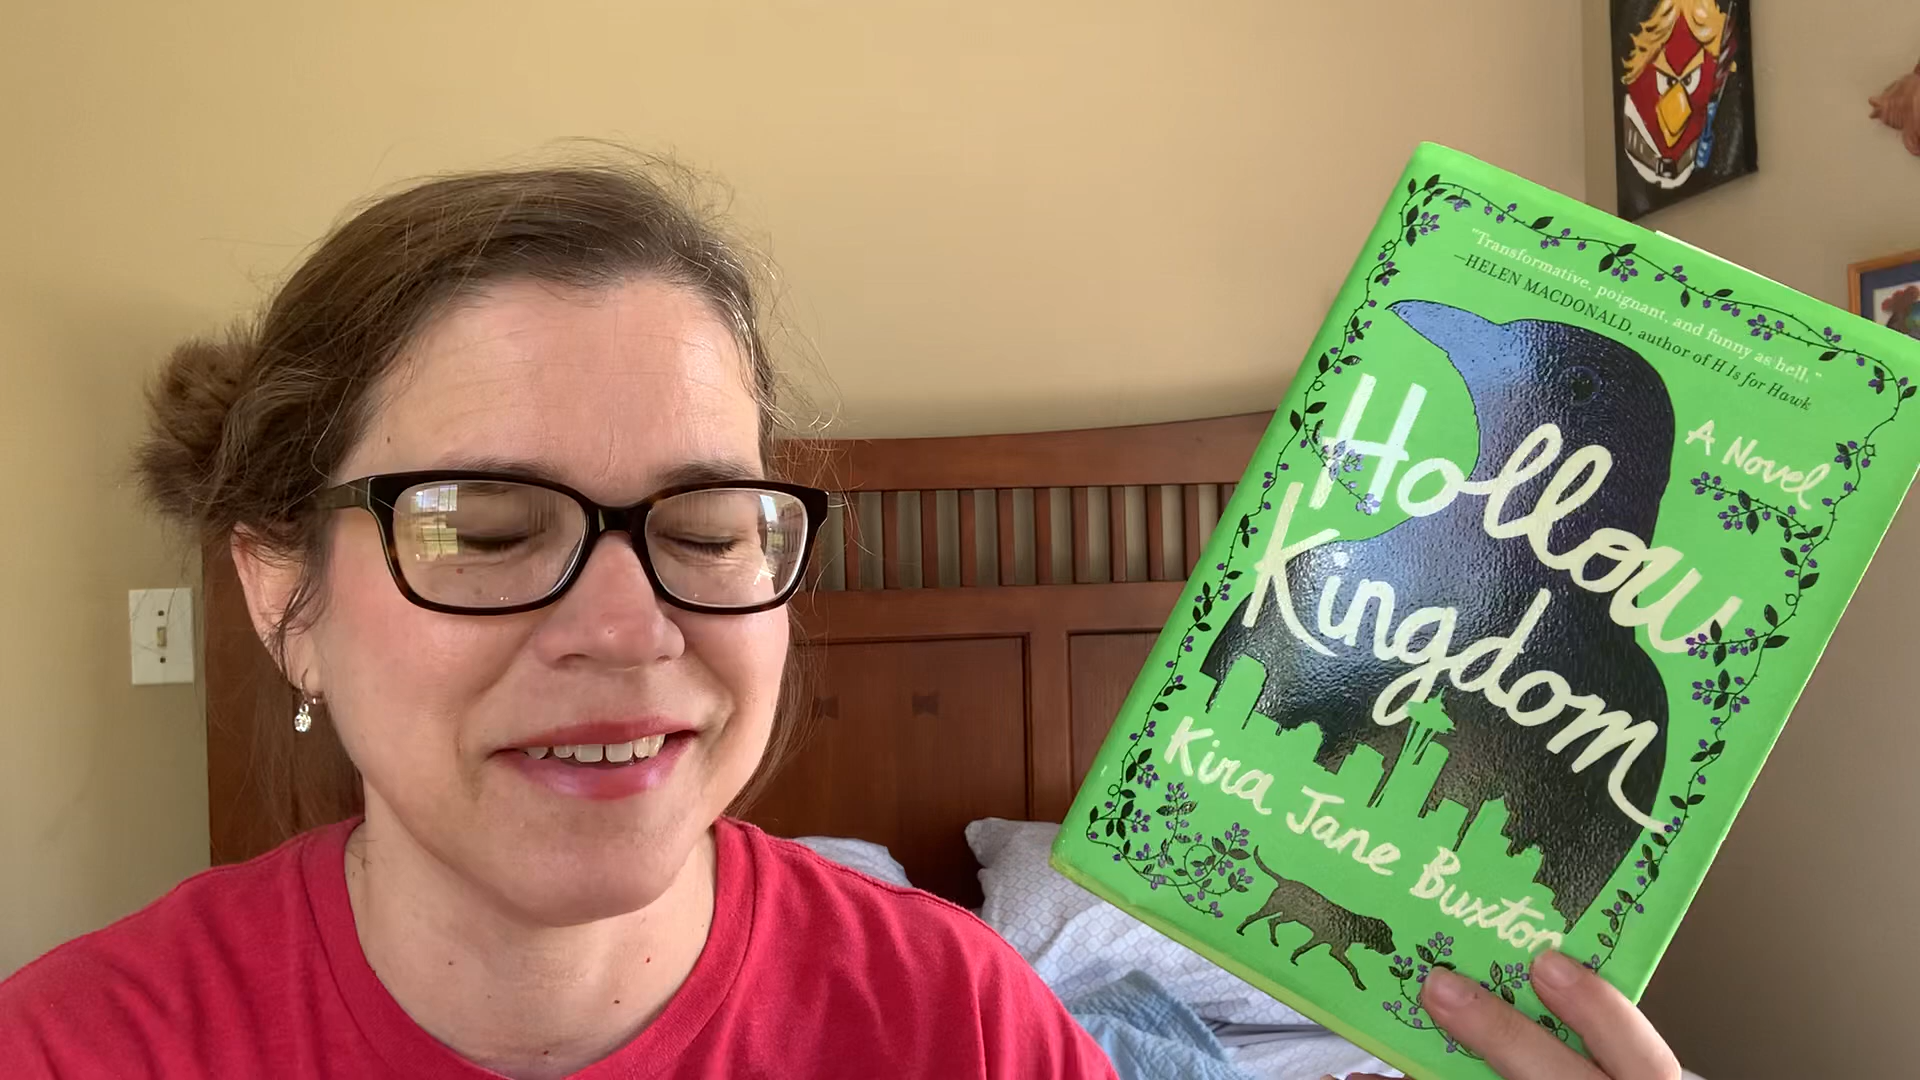 "Transformative, poignant, and funny as hell."
—HELEN MACDONALD, author of H Is for Hawk
Hollow
A Novel
Kingdom
Kira Jane Buxton